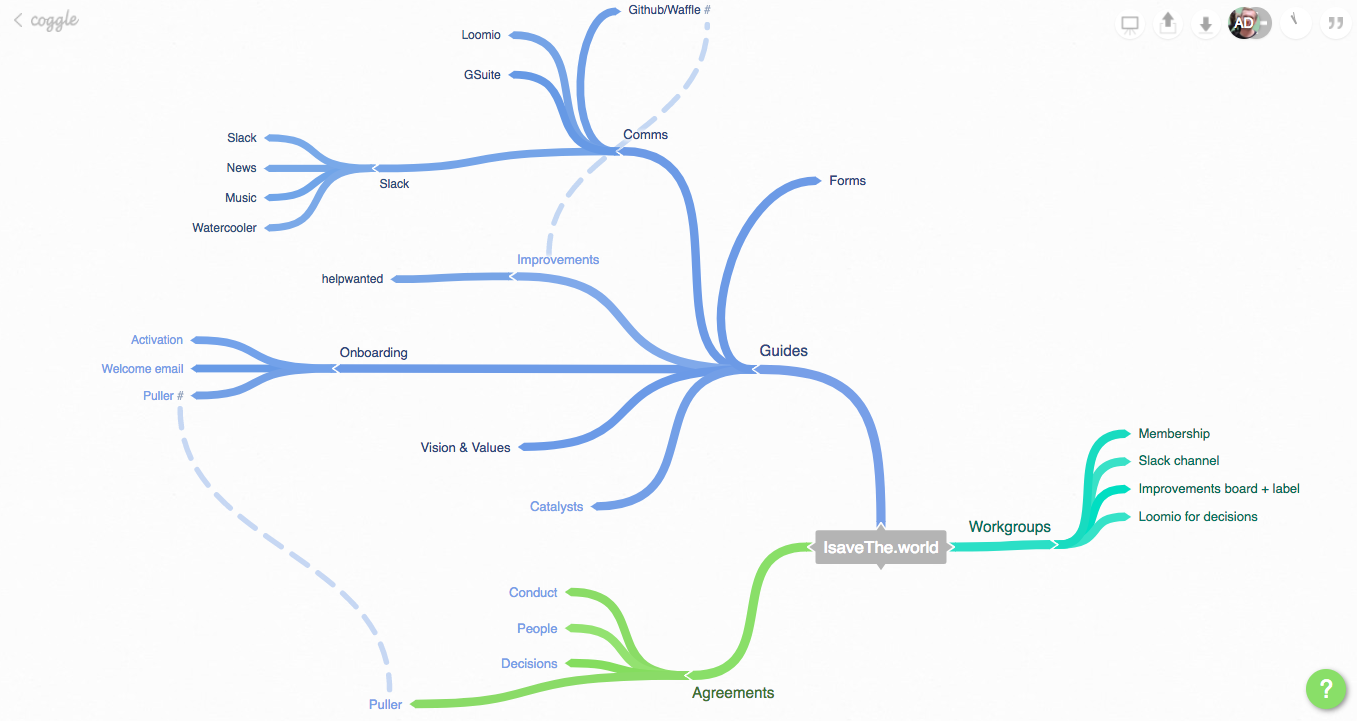 coggle
Github/Waffle #
AD
Loomio
GSuite
Comms
Slack
News
Slack
Music
Watercooler
Forms
Improvements
helpwanted
Activation
Onboarding
Welcome email
Puller #
Guides
Vision & Values
Catalysts
Membership
Slack channel
Improvements board + label
Loomio for decisions
Workgroups
IsaveThe.world
Conduct
People
Decisions
Agreements
Puller
?